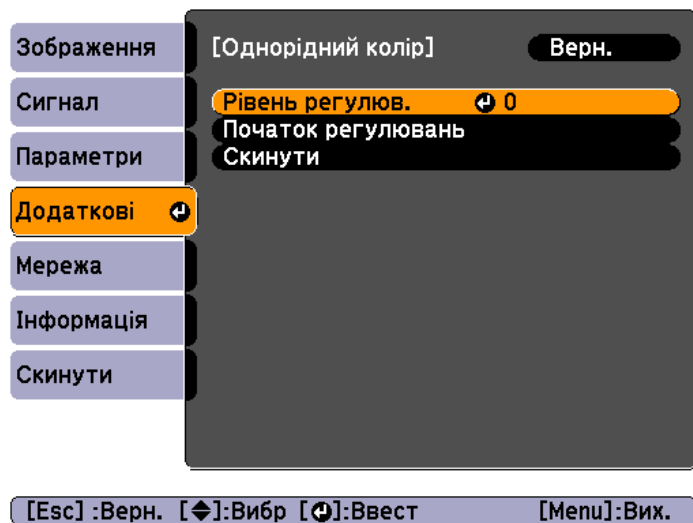 Зображення
Сигнал
Параметри
Додаткові
Мережа
Інформація
Скинути
[Однорідний колір] Верн.
Рівень регулюв. 0
Початок регулювань
Скинути
[Esc] :Верн. [◆]:Вибр [⏎]:Ввест [Menu]:Вих.